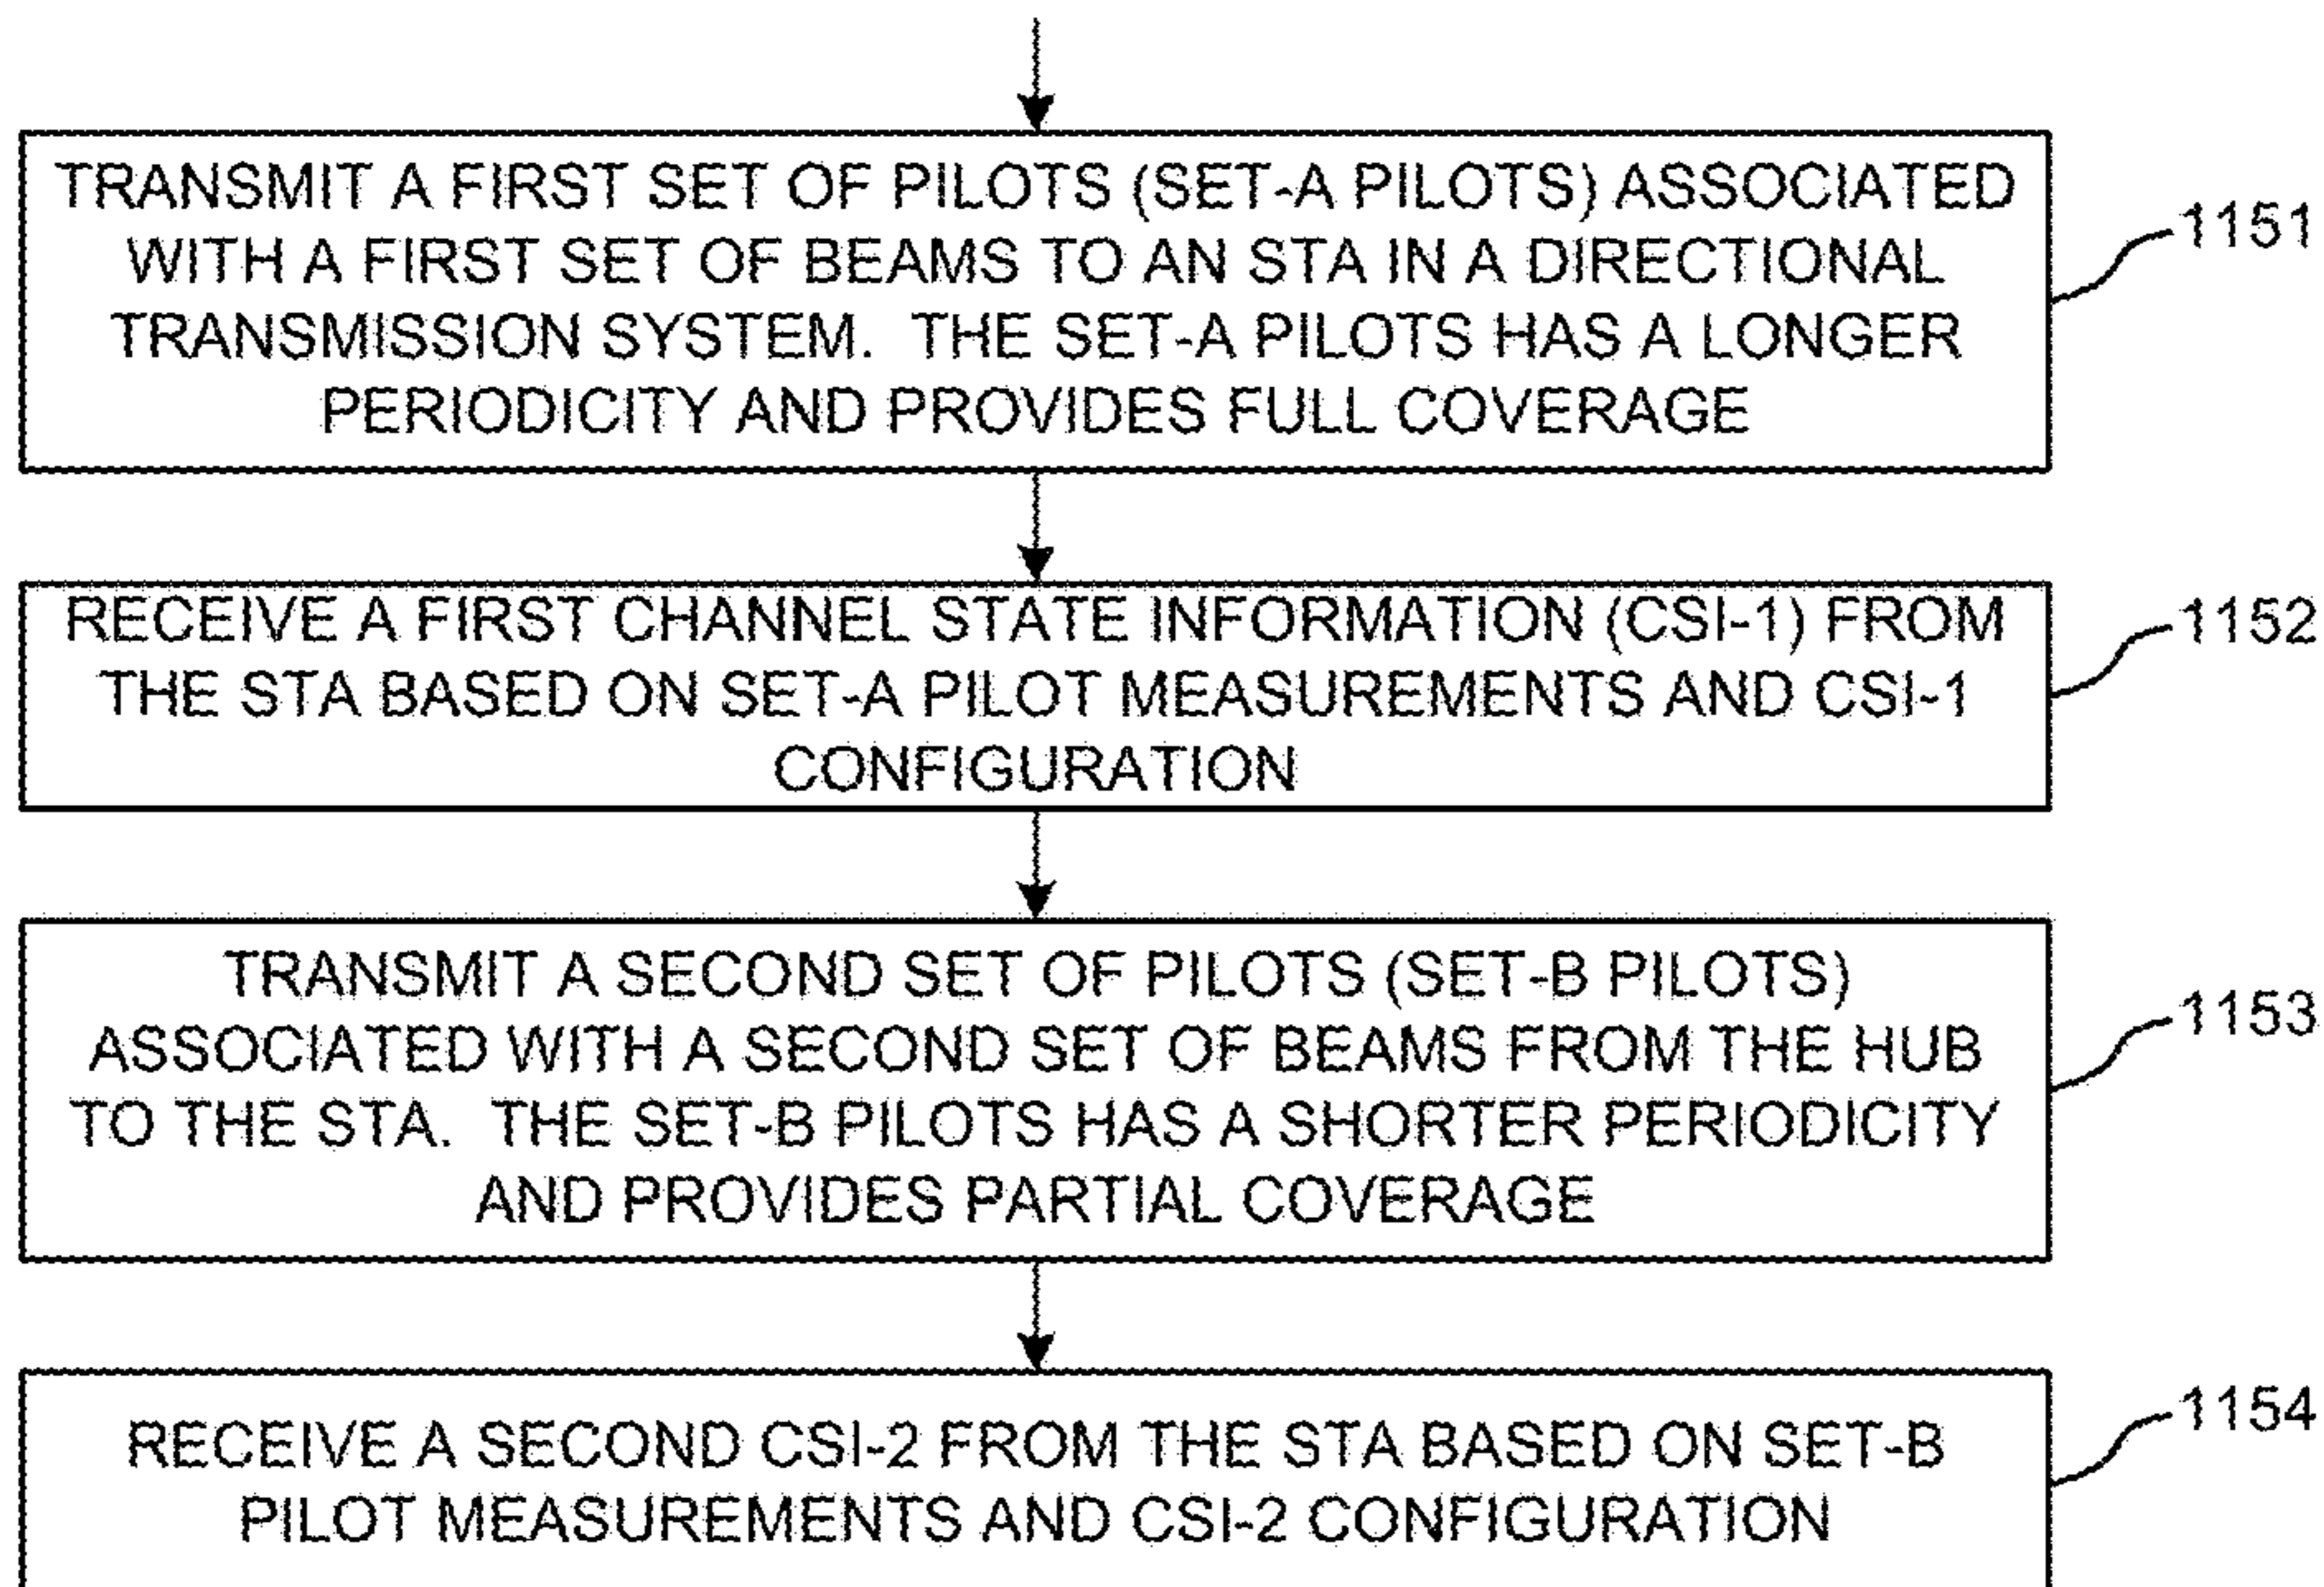 TRANSMIT A FIRST SET OF PILOTS (SET-A PILOTS) ASSOCIATED
WITH A FIRST SET OF BEAMS TO AN STA IN A DIRECTIONAL
TRANSMISSION SYSTEM. THE SET-A PILOTS HAS A LONGER
PERIODICITY AND PROVIDES FULL COVERAGE
1151
RECEIVE A FIRST CHANNEL STATE INFORMATION (CSI-1) FROM
THE STA BASED ON SET-A PILOT MEASUREMENTS AND CSI-1
CONFIGURATION
1152
TRANSMIT A SECOND SET OF PILOTS (SET-B PILOTS)
ASSOCIATED WITH A SECOND SET OF BEAMS FROM THE HUB
TO THE STA. THE SET-B PILOTS HAS A SHORTER PERIODICITY
AND PROVIDES PARTIAL COVERAGE
1153
RECEIVE A SECOND CSI-2 FROM THE STA BASED ON SET-B
PILOT MEASUREMENTS AND CSI-2 CONFIGURATION
1154